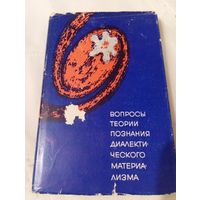 ВОПРОСЫ
ТЕОРИИ
ПОЗНАНИЯ
ДИАЛЕКТИ-
ЧЕСКОГО
МАТЕРИА-
ЛИЗМА